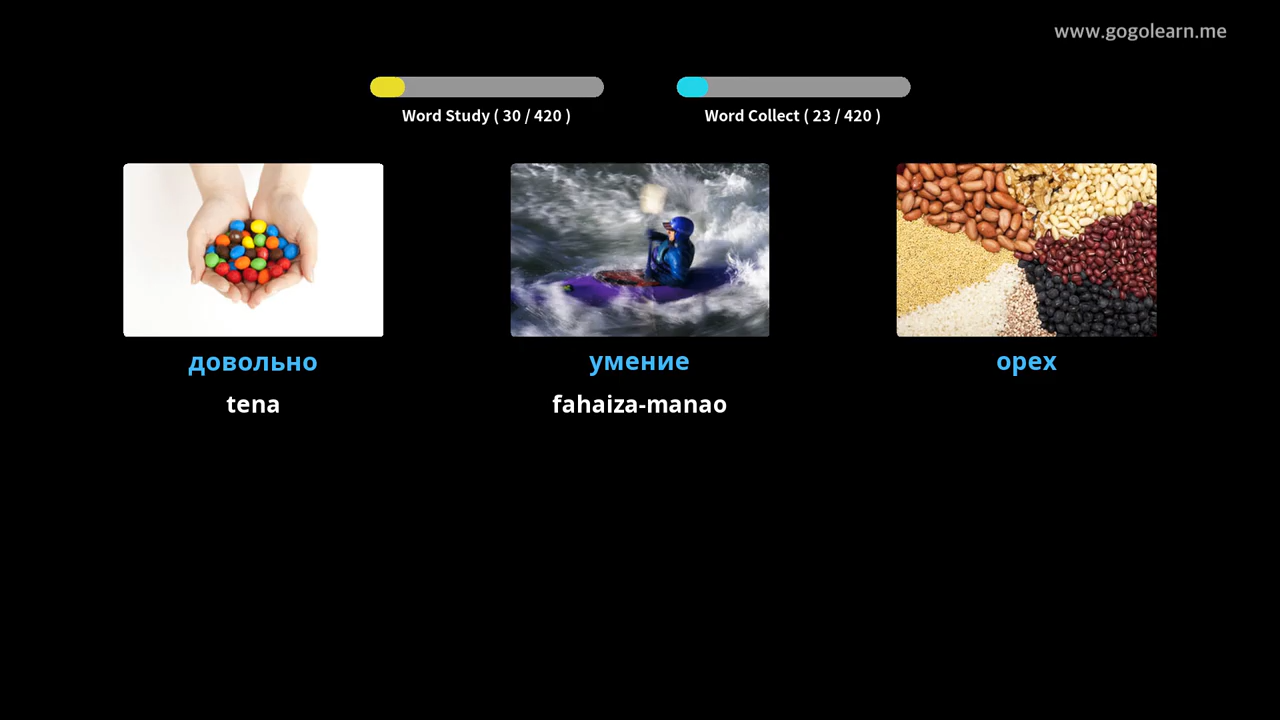 www.gogolearn.me
Word Study ( 30 / 420 )
Word Collect ( 23 / 420 )
довольно
умение
орех
tena
fahaiza-manao